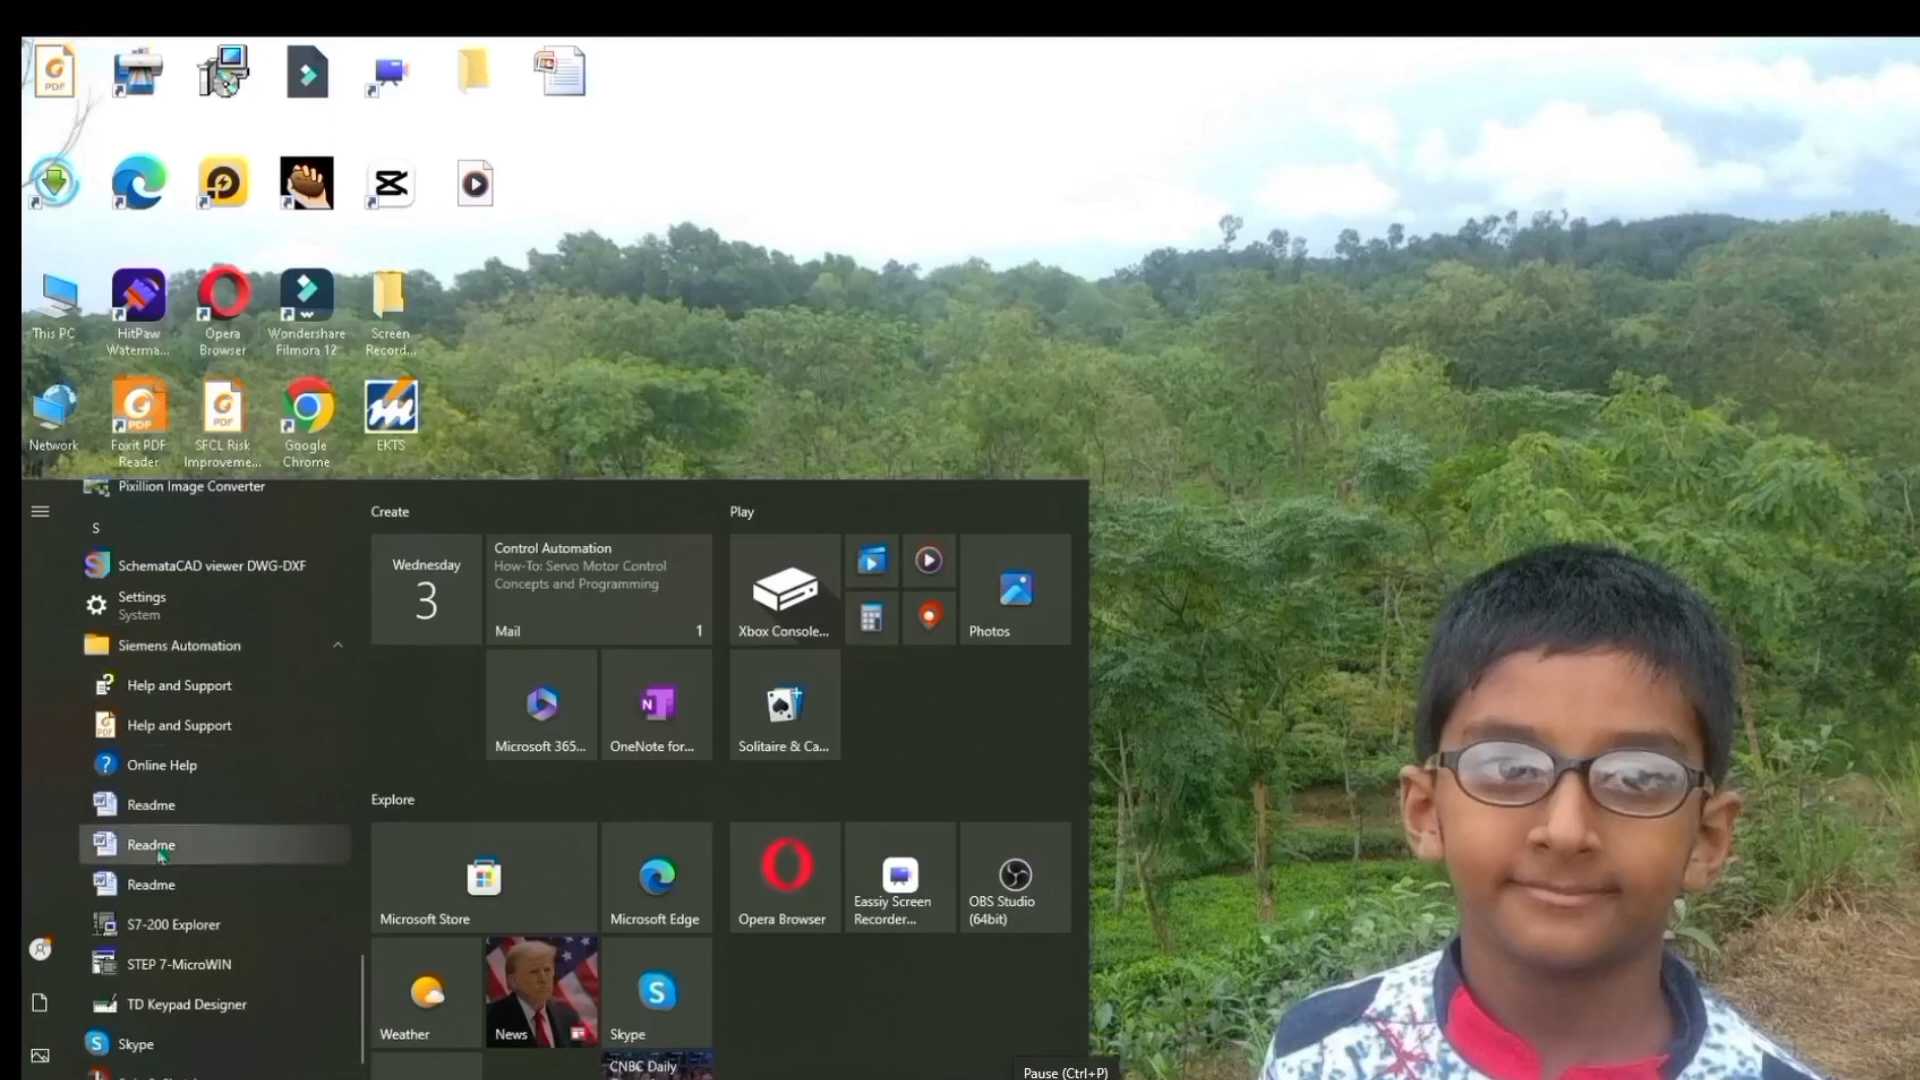 This PC
HitPaw
Waterma...
Opera
Browser
Wondershare
Filmora 12
Screen
Record...
Network
Foxit PDF
Reader
SFCL Risk
Improveme...
Google
Chrome
EKTS
Pixillion Image Converter
S
SchemataCAD viewer DWG-DXF
Settings
System
Siemens Automation
Help and Support
Help and Support
Online Help
Readme
Readme
Readme
S7-200 Explorer
STEP 7-MicroWIN
TD Keypad Designer
Skype
Create
Wednesday
3
Control Automation
How-To: Servo Motor Control
Concepts and Programming
Mail
1
Microsoft 365...
OneNote for...
Play
Xbox Console...
Photos
Solitaire & Ca...
Explore
Microsoft Store
Microsoft Edge
Opera Browser
Eassiy Screen
Recorder...
OBS Studio
(64bit)
Weather
News
Skype
CNBC Daily
Pause (Ctrl+P)